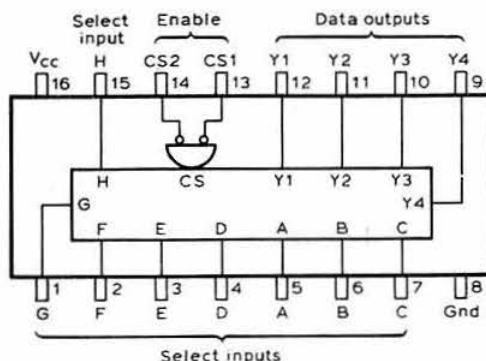 Select Enable Data outputs
input
Vcc H CS2 CS1 Y1 Y2 Y3 Y4
16 15 14 13 12 11 10 9
H CS Y1 Y2 Y3
G Y4
F E D A B C
1 2 3 4 5 6 7 8
G F E D A B C Gnd
Select inputs